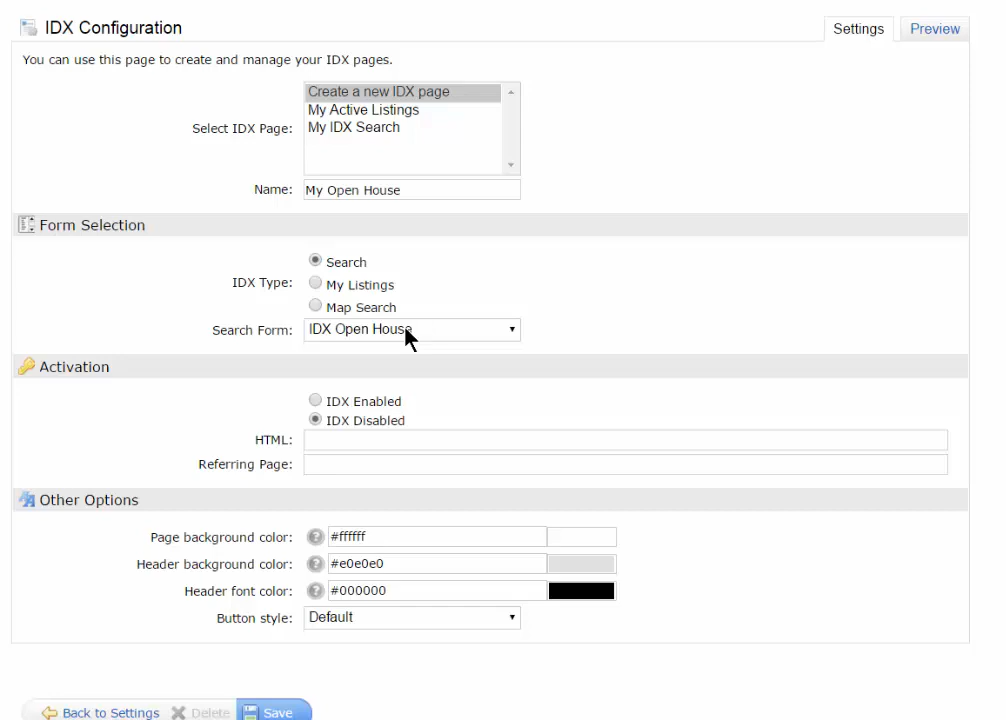 IDX Configuration
Settings
Preview
You can use this page to create and manage your IDX pages.
Select IDX Page:
Create a new IDX page
My Active Listings
My IDX Search
Name: My Open House
Form Selection
IDX Type:
Search
My Listings
Map Search
Search Form: IDX Open House
Activation
IDX Enabled
IDX Disabled
HTML:
Referring Page:
Other Options
Page background color: ? #ffffff
Header background color: ? #e0e0e0
Header font color: ? #000000
Button style: Default
Back to Settings Delete Save